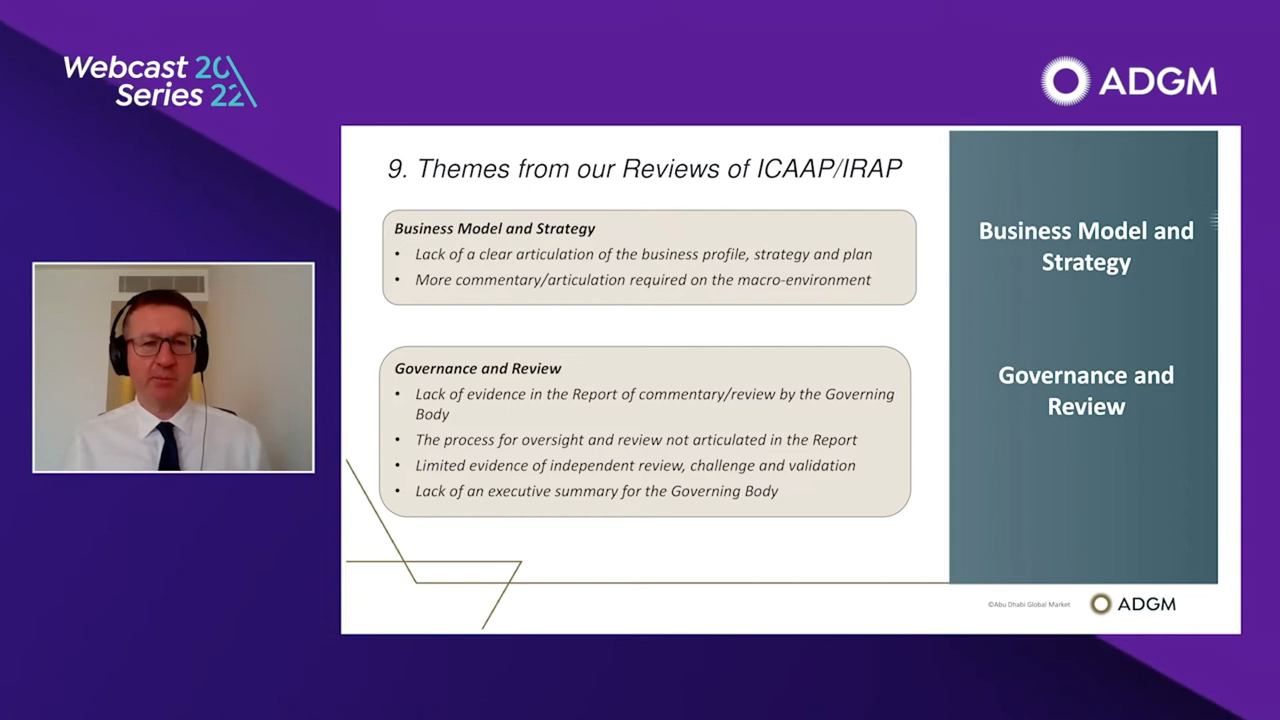 Webcast 20
Series 22
ADGM
9. Themes from our Reviews of ICAAP/IRAP
Business Model and Strategy
• Lack of a clear articulation of the business profile, strategy and plan
• More commentary/articulation required on the macro-environment
Governance and Review
• Lack of evidence in the Report of commentary/review by the Governing
Body
• The process for oversight and review not articulated in the Report
• Limited evidence of independent review, challenge and validation
• Lack of an executive summary for the Governing Body
Business Model and
Strategy
Governance and
Review
©Abu Dhabi Global Market
ADGM